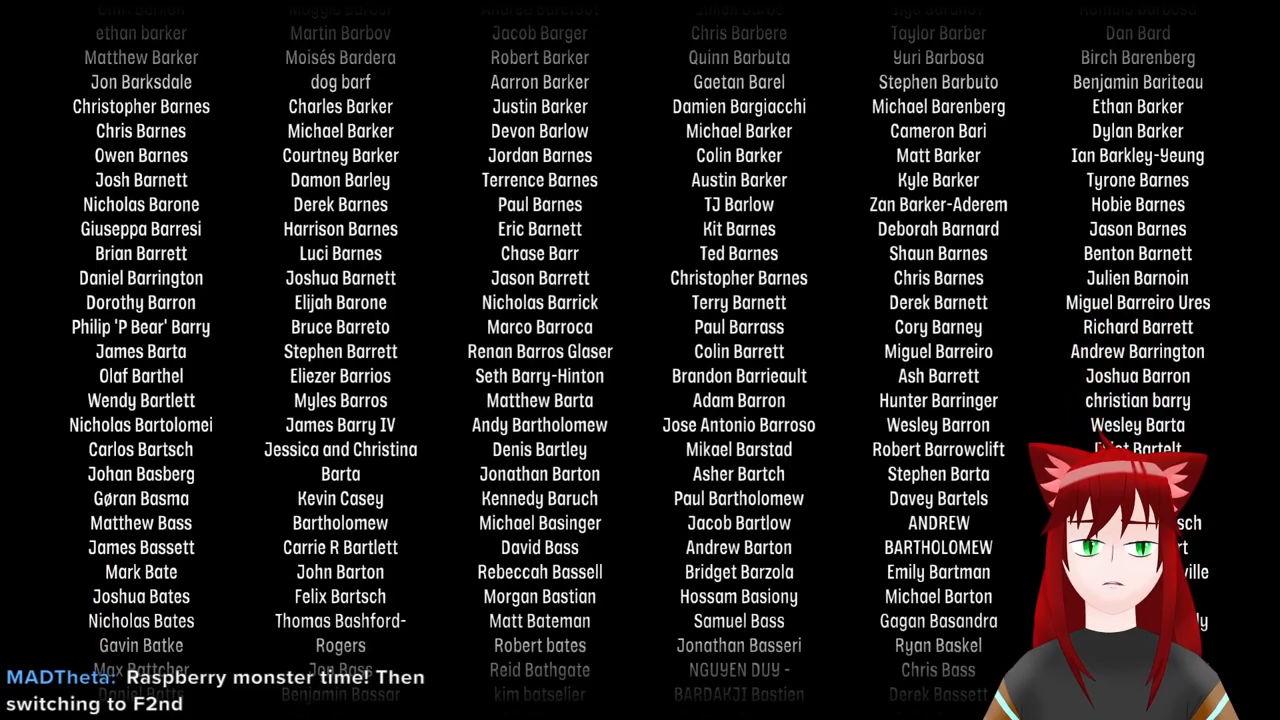 ethan barker
Martin Barbov
Jacob Barger
Chris Barbere
Taylor Barber
Dan Bard
Matthew Barker
Moisés Bardera
Robert Barker
Quinn Barbuta
Yuri Barbosa
Birch Barenberg
Jon Barksdale
dog barf
Aarron Barker
Gaetan Barel
Stephen Barbuto
Benjamin Bariteau
Christopher Barnes
Charles Barker
Justin Barker
Damien Bargiacchi
Michael Barenberg
Ethan Barker
Chris Barnes
Michael Barker
Devon Barlow
Michael Barker
Cameron Bari
Dylan Barker
Owen Barnes
Courtney Barker
Jordan Barnes
Colin Barker
Matt Barker
Ian Barkley-Yeung
Josh Barnett
Damon Barley
Terrence Barnes
Austin Barker
Kyle Barker
Tyrone Barnes
Nicholas Barone
Derek Barnes
Paul Barnes
TJ Barlow
Zan Barker-Aderem
Hobie Barnes
Giuseppa Barresi
Harrison Barnes
Eric Barnett
Kit Barnes
Deborah Barnard
Jason Barnes
Brian Barrett
Luci Barnes
Chase Barr
Ted Barnes
Shaun Barnes
Benton Barnett
Daniel Barrington
Joshua Barnett
Jason Barrett
Christopher Barnes
Chris Barnes
Julien Barnoin
Dorothy Barron
Elijah Barone
Nicholas Barrick
Terry Barnett
Derek Barnett
Miguel Barreiro Ures
Philip 'P Bear' Barry
Bruce Barreto
Marco Barroca
Paul Barrass
Cory Barney
Richard Barrett
James Barta
Stephen Barrett
Renan Barros Glaser
Colin Barrett
Miguel Barreiro
Andrew Barrington
Olaf Barthel
Eliezer Barrios
Seth Barry-Hinton
Brandon Barrieault
Ash Barrett
Joshua Barron
Wendy Bartlett
Myles Barros
Matthew Barta
Adam Barron
Hunter Barringer
christian barry
Nicholas Bartolomei
James Barry IV
Andy Bartholomew
Jose Antonio Barroso
Wesley Barron
Wesley Barta
Carlos Bartsch
Jessica and Christina
Denis Bartley
Mikael Barstad
Robert Barrowclift
Johan Basberg
Barta
Jonathan Barton
Asher Bartch
Stephen Barta
Gøran Basma
Kevin Casey
Kennedy Baruch
Paul Bartholomew
Davey Bartels
Matthew Bass
Bartholomew
Michael Basinger
Jacob Bartlow
ANDREW
James Bassett
Carrie R Bartlett
David Bass
Andrew Barton
BARTHOLOMEW
Mark Bate
John Barton
Rebeccah Bassell
Bridget Barzola
Emily Bartman
Joshua Bates
Felix Bartsch
Morgan Bastian
Hossam Basiony
Michael Barton
Nicholas Bates
Thomas Bashford-
Matt Bateman
Samuel Bass
Gagan Basandra
Gavin Batke
Rogers
Robert bates
Jonathan Basseri
Ryan Baskel
Max Battcher
Jon Bass
Reid Bathgate
NGUYEN DUY -
Chris Bass
Benjamin Bassar
kim batselier
BARDAKJI Bastien
Derek Bassett
MADTheta: Raspberry monster time! Then
switching to F2nd